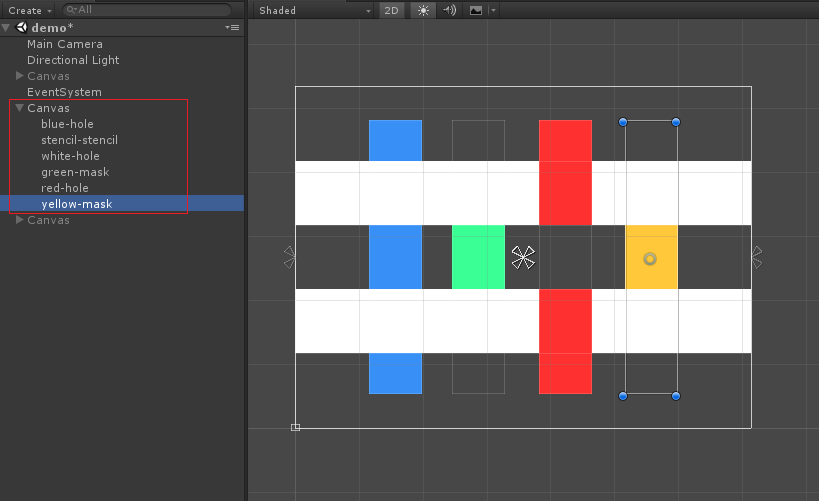 Create
All
Shaded
2D
demo*
Main Camera
Directional Light
Canvas
EventSystem
Canvas
blue-hole
stencil-stencil
white-hole
green-mask
red-hole
yellow-mask
Canvas